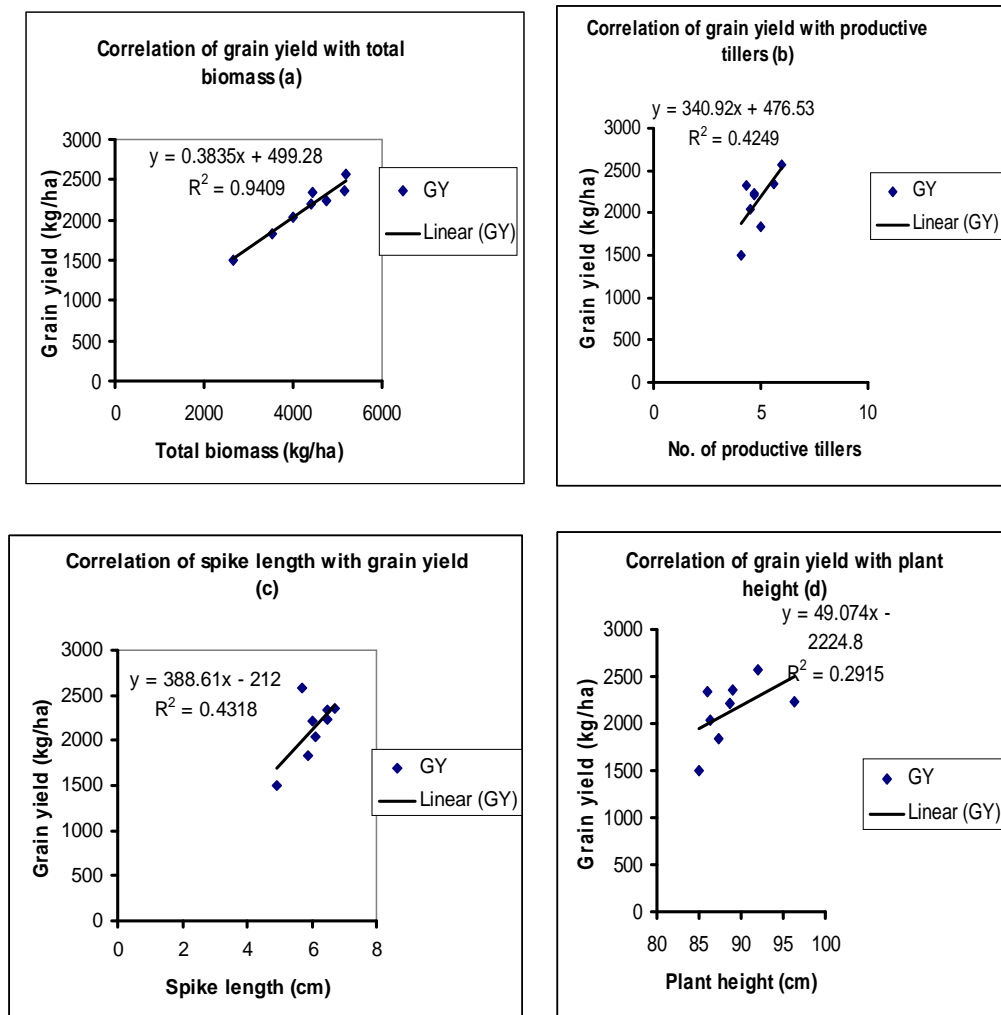 Correlation of grain yield with total
biomass (a)
y = 0.3835x + 499.28
R² = 0.9409
Grain yield (kg/ha)
3000
2500
2000
1500
1000
500
0
0 2000 4000 6000
Total biomass (kg/ha)
GY
Linear (GY)
Correlation of grain yield with productive
tillers (b)
y = 340.92x + 476.53
R² = 0.4249
Grain yield (kg/ha)
3000
2500
2000
1500
1000
500
0
0 5 10
No. of productive tillers
GY
Linear (GY)
Correlation of spike length with grain yield
(c)
y = 388.61x - 212
R² = 0.4318
Grain yield (kg/ha)
3000
2500
2000
1500
1000
500
0
0 2 4 6 8
Spike length (cm)
GY
Linear (GY)
Correlation of grain yield with plant
height (d)
y = 49.074x -
2224.8
R² = 0.2915
Grain yield (kg/ha)
3000
2500
2000
1500
1000
500
0
80 85 90 95 100
Plant height (cm)
GY
Linear (GY)